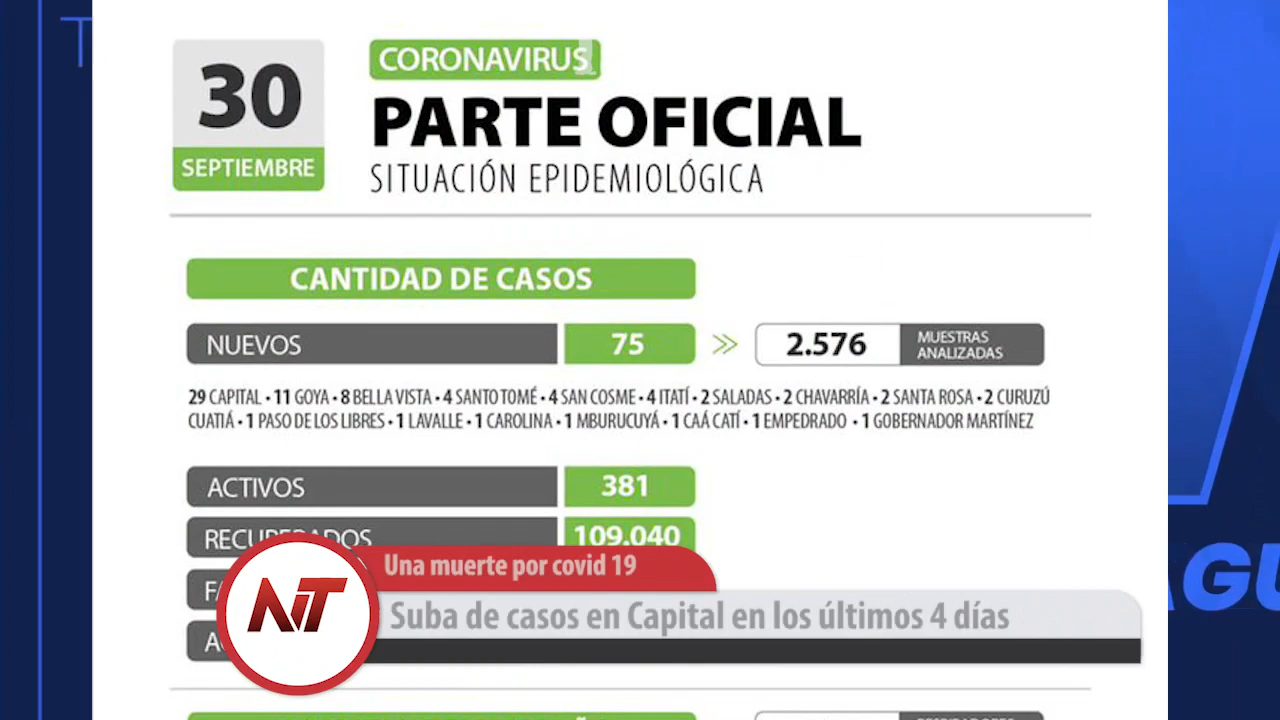 30
SEPTIEMBRE
CORONAVIRUS
PARTE OFICIAL
SITUACIÓN EPIDEMIOLÓGICA
CANTIDAD DE CASOS
NUEVOS 75 2.576 MUESTRAS ANALIZADAS
29 CAPITAL • 11 GOYA • 8 BELLA VISTA • 4 SANTO TOMÉ • 4 SAN COSME • 4 ITATÍ • 2 SALADAS • 2 CHAVARRÍA • 2 SANTA ROSA • 2 CURUZÚ
CUATIÁ • 1 PASO DE LOS LIBRES • 1 LAVALLE • 1 CAROLINA • 1 MBURUCUYÁ • 1 CAÁ CATÍ • 1 EMPEDRADO • 1 GOBERNADOR MARTÍNEZ
ACTIVOS 381
RECUPERADOS 109.040
Una muerte por covid 19
NT
Suba de casos en Capital en los últimos 4 días